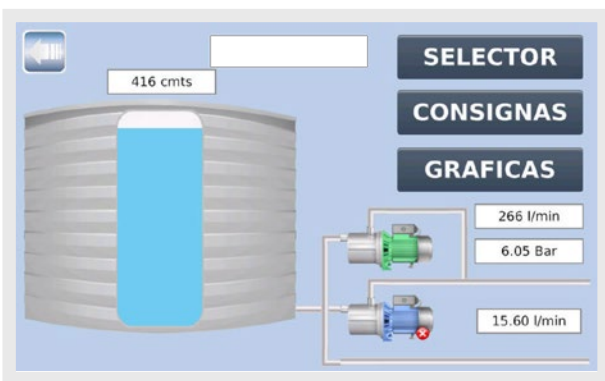 416 cmts
SELECTOR
CONSIGNAS
GRAFICAS
266 l/min
6.05 Bar
15.60 l/min